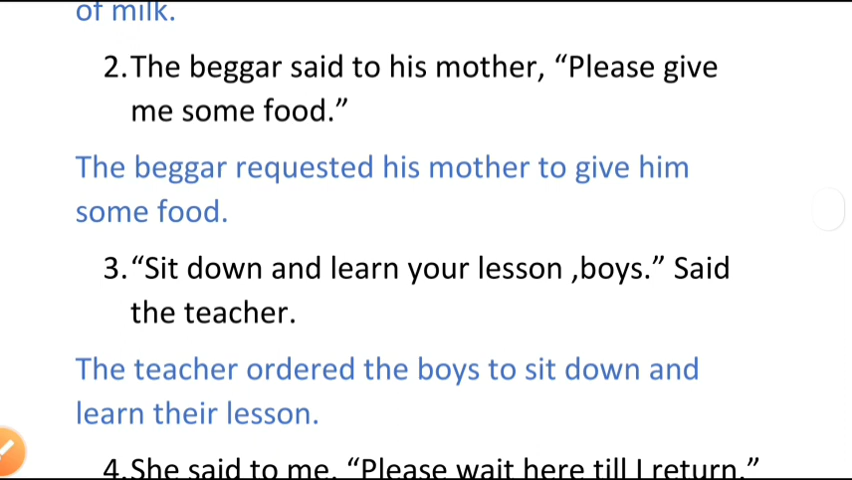 of milk.
2.The beggar said to his mother, “Please give
me some food.”
The beggar requested his mother to give him
some food.
3.“Sit down and learn your lesson ,boys.” Said
the teacher.
The teacher ordered the boys to sit down and
learn their lesson.
4.She said to me, “Please wait here till I return.”